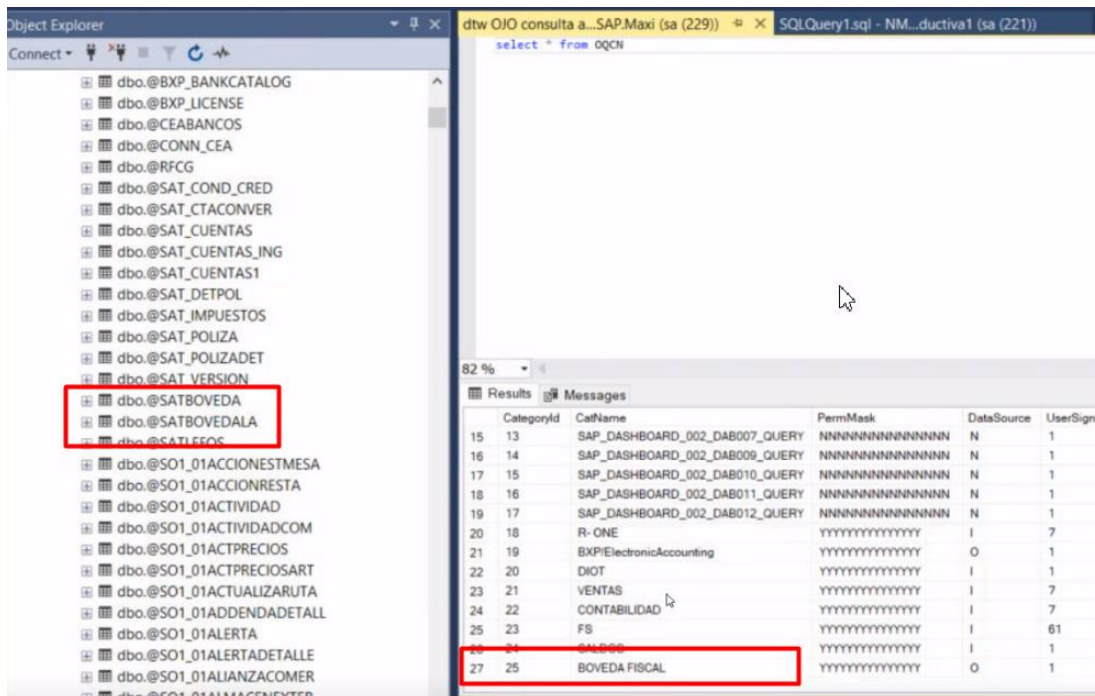 Object Explorer
Connect
dbo.@BXP_BANKCATALOG
dbo.@BXP_LICENSE
dbo.@CEABANCOS
dbo.@CONN_CEA
dbo.@RFCG
dbo.@SAT_COND_CRED
dbo.@SAT_CTACONVER
dbo.@SAT_CUENTAS
dbo.@SAT_CUENTAS_ING
dbo.@SAT_CUENTAS1
dbo.@SAT_DETPOL
dbo.@SAT_IMPUESTOS
dbo.@SAT_POLIZA
dbo.@SAT_POLIZADET
dbo.@SAT_VERSION
dbo.@SATBOVEDA
dbo.@SATBOVEDALA
dbo.@SATLEFOS
dbo.@SO1_01ACCIONESTMESA
dbo.@SO1_01ACCIONRESTA
dbo.@SO1_01ACTIVIDAD
dbo.@SO1_01ACTIVIDADCOM
dbo.@SO1_01ACTPRECIOS
dbo.@SO1_01ACTPRECIOSART
dbo.@SO1_01ACTUALIZARUTA
dbo.@SO1_01ADDENDADETALL
dbo.@SO1_01ALERTA
dbo.@SO1_01ALERTADETALLE
dbo.@SO1_01ALIANZACOMER
dbo.@SO1_01ALMACENEXTER
dtw OJO consulta a...SAP.Maxi (sa (229)) SQLQuery1.sql - NM...ductiva1 (sa (221))
select * from OQCN
82 %
Results Messages
CategoryId CatName PermMask DataSource UserSign
15 13 SAP_DASHBOARD_002_DAB007_QUERY NNNNNNNNNNNNNNN N 1
16 14 SAP_DASHBOARD_002_DAB009_QUERY NNNNNNNNNNNNNNN N 1
17 15 SAP_DASHBOARD_002_DAB010_QUERY NNNNNNNNNNNNNNN N 1
18 16 SAP_DASHBOARD_002_DAB011_QUERY NNNNNNNNNNNNNNN N 1
19 17 SAP_DASHBOARD_002_DAB012_QUERY NNNNNNNNNNNNNNN N 1
20 18 R- ONE YYYYYYYYYYYYYYY I 7
21 19 BXP/ElectronicAccounting YYYYYYYYYYYYYYY O 1
22 20 DIOT YYYYYYYYYYYYYYY I 1
23 21 VENTAS YYYYYYYYYYYYYYY I 7
24 22 CONTABILIDAD YYYYYYYYYYYYYYY I 7
25 23 FS YYYYYYYYYYYYYYY I 61
26 24 SALDOS YYYYYYYYYYYYYYY I 1
27 25 BOVEDA FISCAL YYYYYYYYYYYYYYY O 1